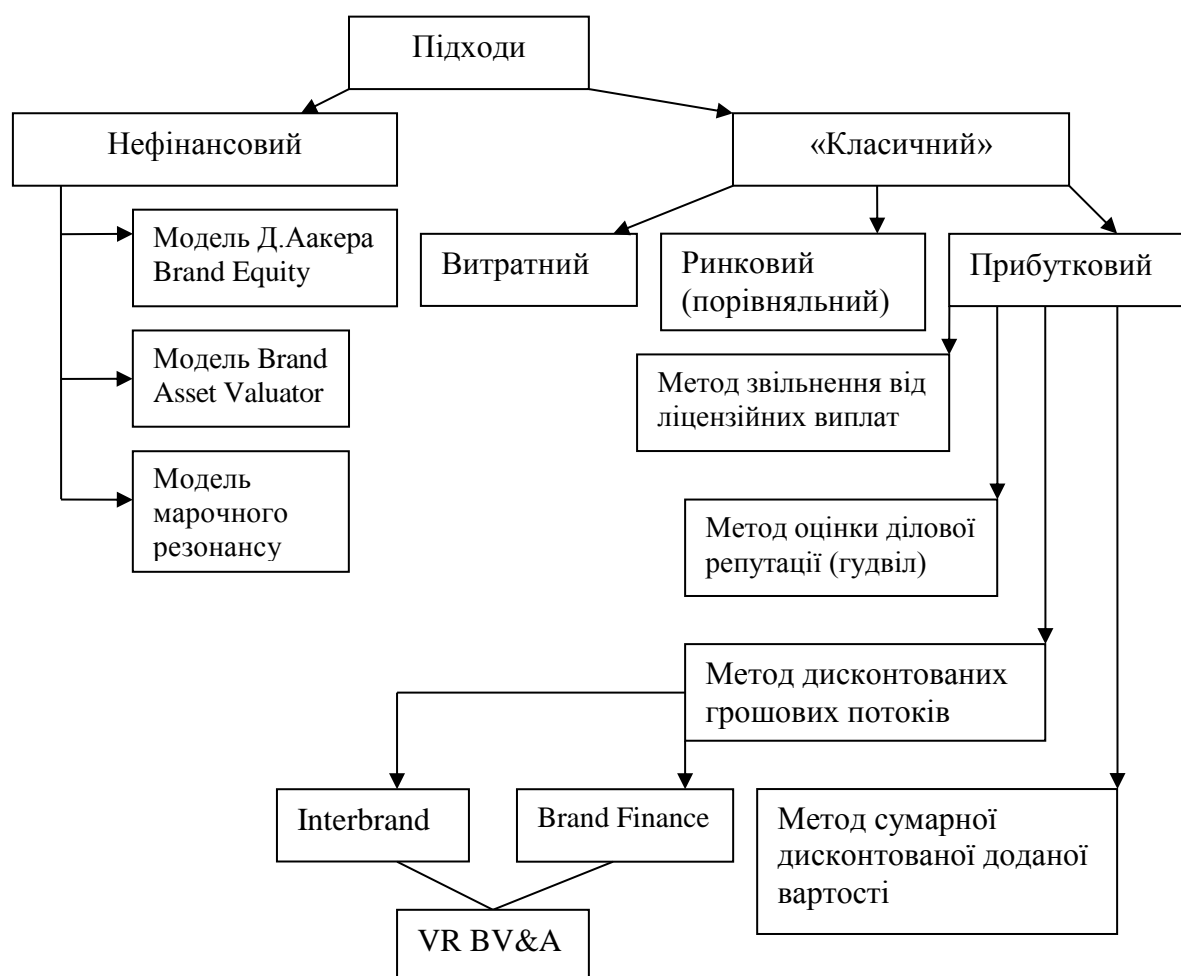 Підходи
Нефінансовий
«Класичний»
Модель Д.Аакера
Brand Equity
Витратний
Ринковий
(порівняльний)
Прибутковий
Модель Brand
Asset Valuator
Метод звільнення від
ліцензійних виплат
Модель
марочного
резонансу
Метод оцінки ділової
репутації (гудвіл)
Метод дисконтованих
грошових потоків
Interbrand
Brand Finance
Метод сумарної
дисконтованої доданої
вартості
VR BV&A